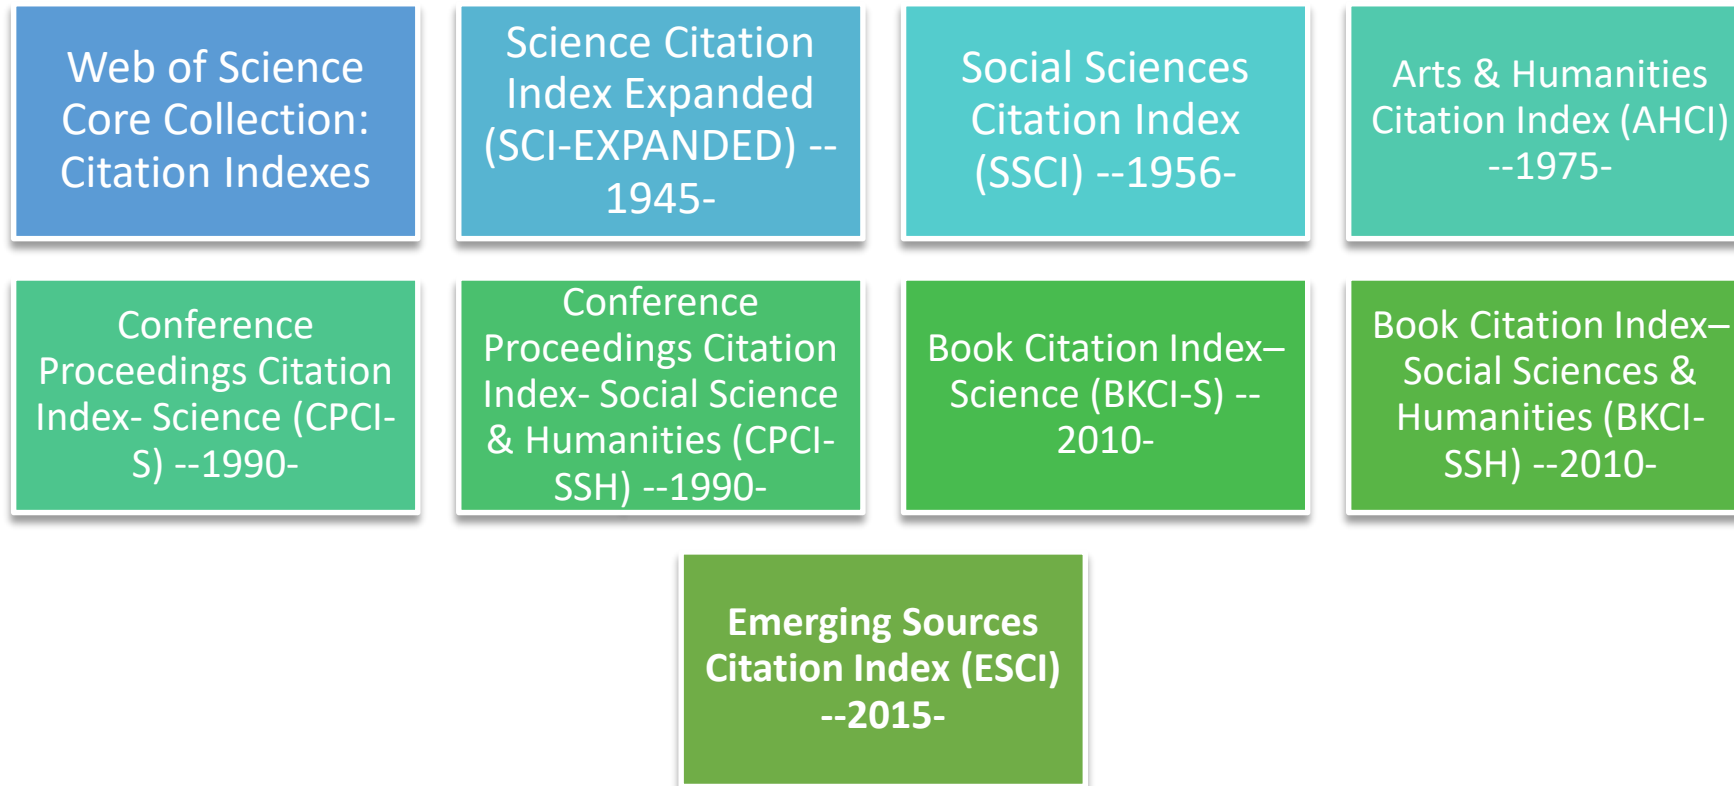 Web of Science
Core Collection:
Citation Indexes
Science Citation
Index Expanded
(SCI-EXPANDED) --
1945-
Social Sciences
Citation Index
(SSCI) --1956-
Arts & Humanities
Citation Index (AHCI)
--1975-
Conference
Proceedings Citation
Index- Science (CPCI-
S) --1990-
Conference
Proceedings Citation
Index- Social Science
& Humanities (CPCI-
SSH) --1990-
Book Citation Index–
Science (BKCI-S) --
2010-
Book Citation Index–
Social Sciences &
Humanities (BKCI-
SSH) --2010-
Emerging Sources
Citation Index (ESCI)
--2015-